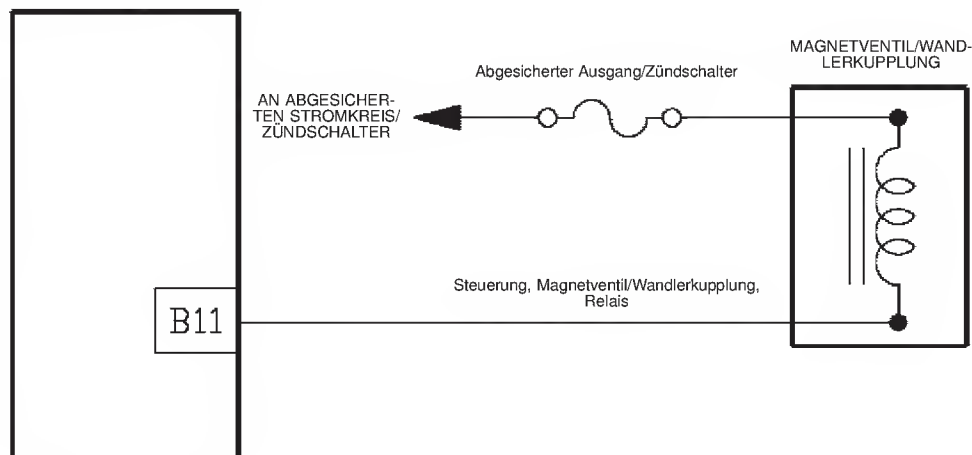 MAGNETVENTIL/WAND-
LERKUPPLUNG
Abgesicherter Ausgang/Zündschalter
AN ABGESICHER-
TEN STROMKREIS/
ZÜNDSCHALTER
Steuerung, Magnetventil/Wandlerkupplung,
Relais
B11